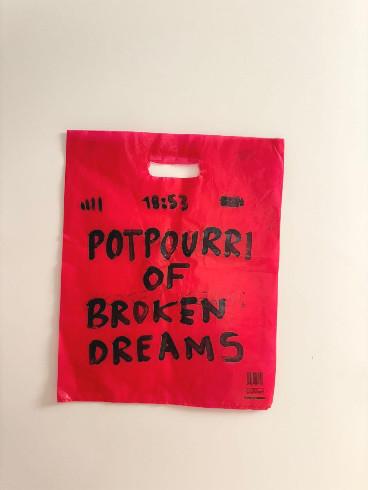 18:53
POTPOURRI
OF
BROKEN
DREAMS